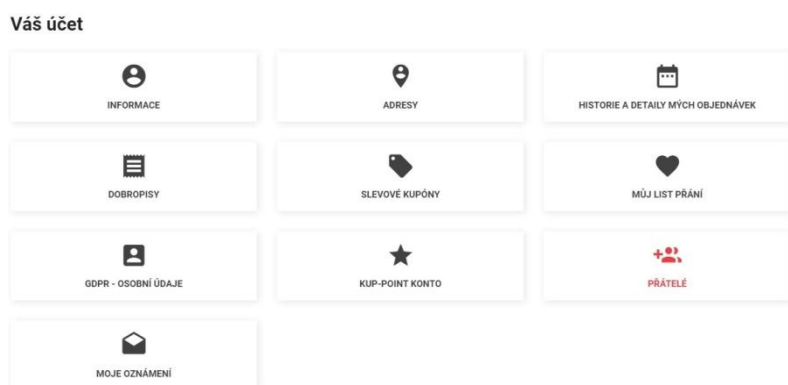 Váš účet
INFORMACE
ADRESY
HISTORIE A DETAILY MÝCH OBJEDNÁVEK
DOBROPISY
SLEVOVÉ KUPÓNY
MŮJ LIST PŘÁNÍ
GDPR - OSOBNÍ ÚDAJE
KUP-POINT KONTO
PŘÁTELÉ
MOJE OZNÁMENÍ